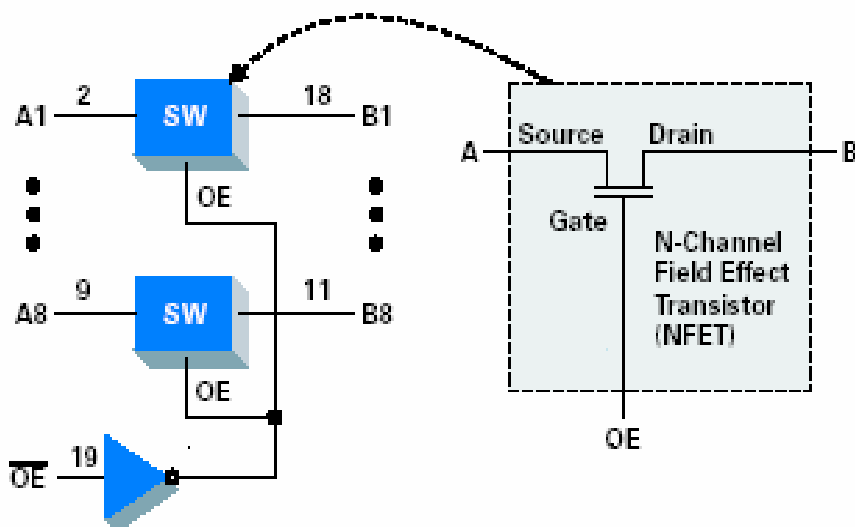 A1 2 SW 18 B1
OE
A8 9 SW 11 B8
OE
O̅E̅ 19
A Source Drain B
Gate
N-Channel
Field Effect
Transistor
(NFET)
OE